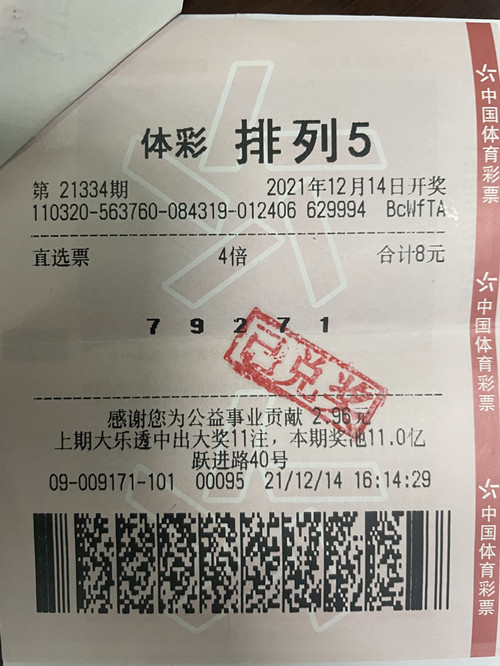 体彩 排列5
第 21334期 2021年12月14日开奖
110320-563760-084319-012406 629994 BcWfTA
直选票 4倍 合计8元
7 9 2 7 1
已兑奖
感谢您为公益事业贡献 2.96元
上期大乐透中出大奖11注，本期奖池11.0亿
跃进路40号
09-009171-101 00095 21/12/14 16:14:29
中国体育彩票
中国体育彩票
中国体育彩票